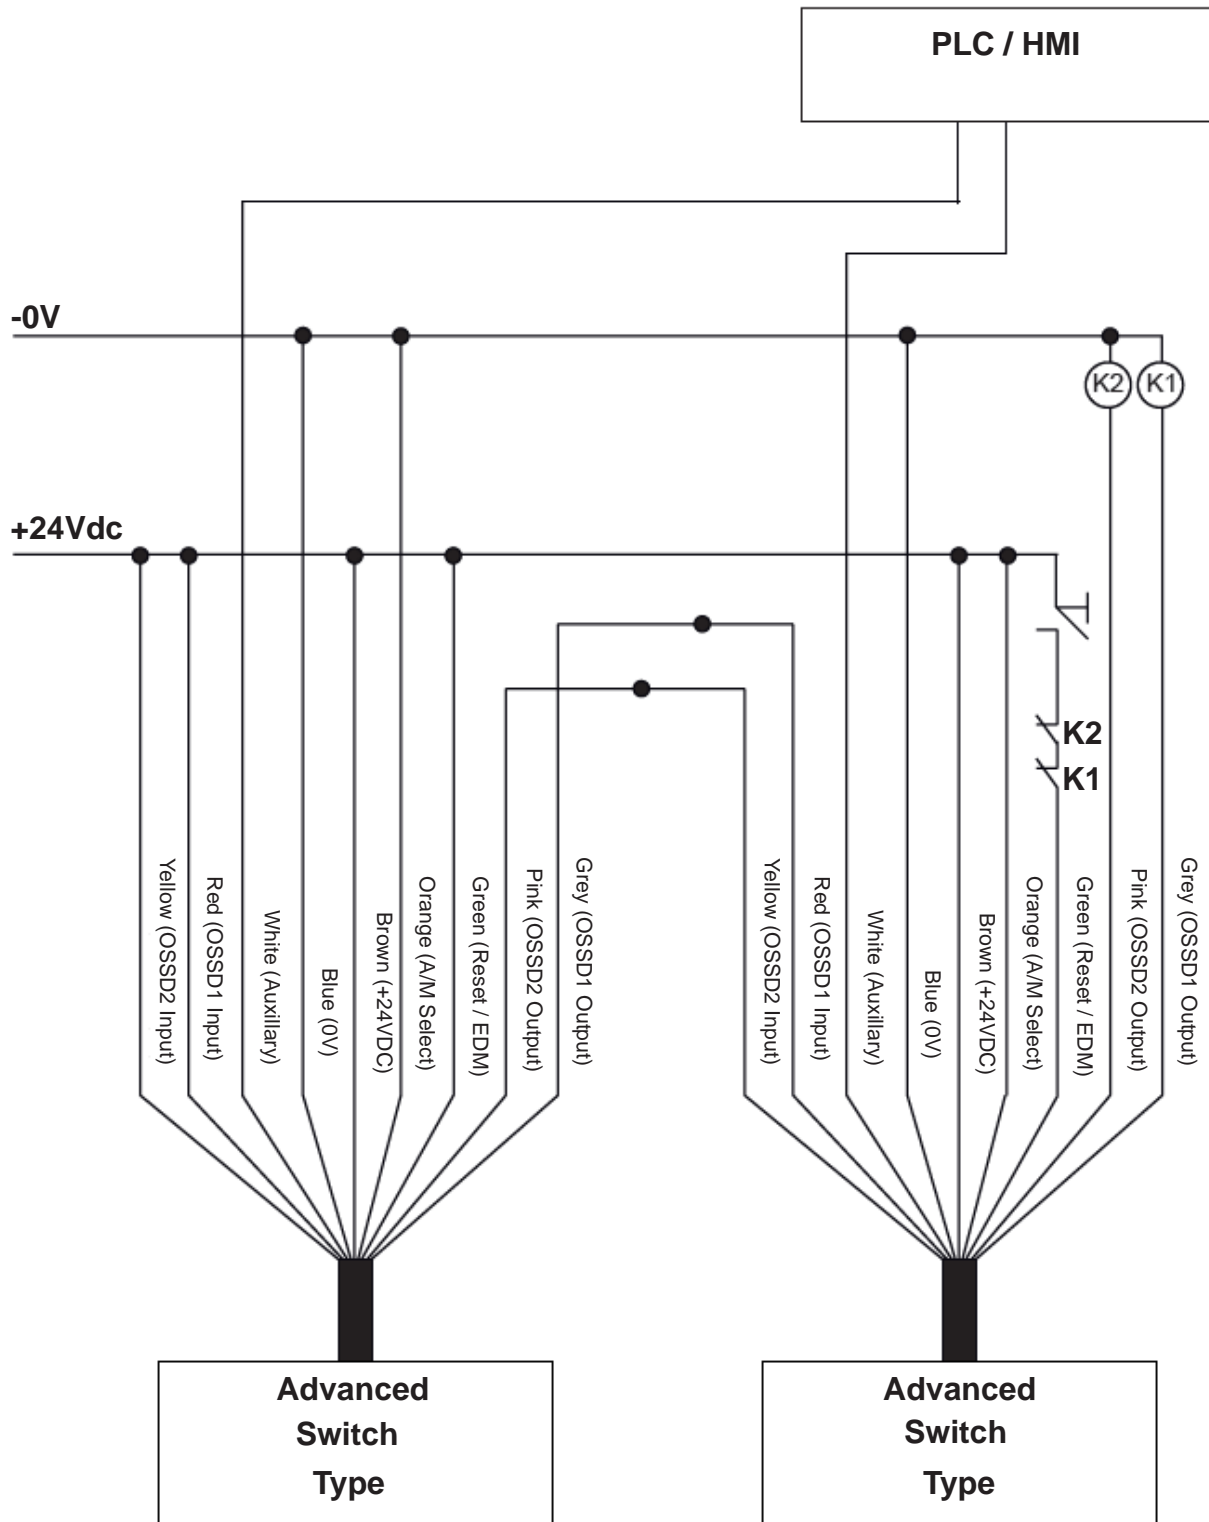 PLC / HMI
-0V
K2
K1
+24Vdc
K2
K1
Yellow (OSSD2 Input)
Red (OSSD1 Input)
White (Auxillary)
Blue (0V)
Brown (+24VDC)
Orange (A/M Select)
Green (Reset / EDM)
Pink (OSSD2 Output)
Grey (OSSD1 Output)
Yellow (OSSD2 Input)
Red (OSSD1 Input)
White (Auxillary)
Blue (0V)
Brown (+24VDC)
Orange (A/M Select)
Green (Reset / EDM)
Pink (OSSD2 Output)
Grey (OSSD1 Output)
Advanced
Switch
Type
Advanced
Switch
Type